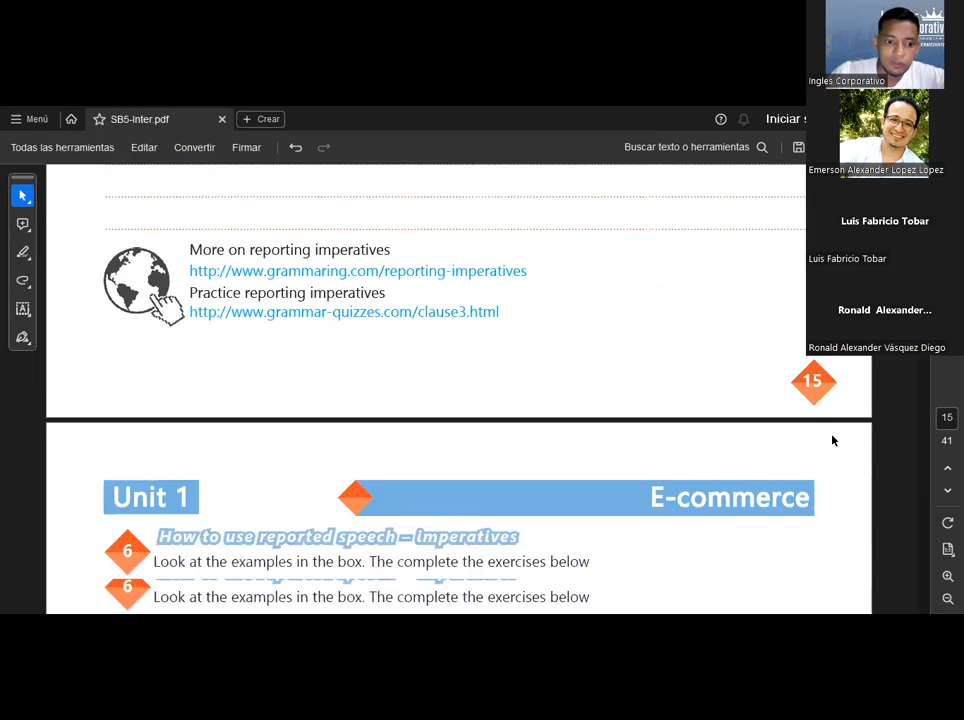 Menú
SB5-Inter.pdf
Crear
Iniciar s
Todas las herramientas
Editar
Convertir
Firmar
Buscar texto o herramientas
More on reporting imperatives
http://www.grammaring.com/reporting-imperatives
Practice reporting imperatives
http://www.grammar-quizzes.com/clause3.html
15
Unit 1
E-commerce
6
How to use reported speech – imperatives
Look at the examples in the box. The complete the exercises below
6
Look at the examples in the box. The complete the exercises below
15
41
Ingles Corporativo
Emerson Alexander Lopez Lopez
Luis Fabricio Tobar
Luis Fabricio Tobar
Ronald Alexander...
Ronald Alexander Vásquez Diego